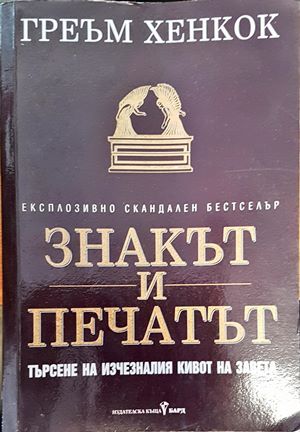 ГРЕЪМ ХЕНКОК
ЕКСПЛОЗИВНО СКАНДАЛЕН БЕСТСЕЛЪР
ЗНАКЪТ
И
ПЕЧАТЪТ
ТЪРСЕНЕ НА ИЗЧЕЗНАЛИЯ КИВОТ НА ЗАВЕТА
ИЗДАТЕЛСКА КЪЩА БАРД